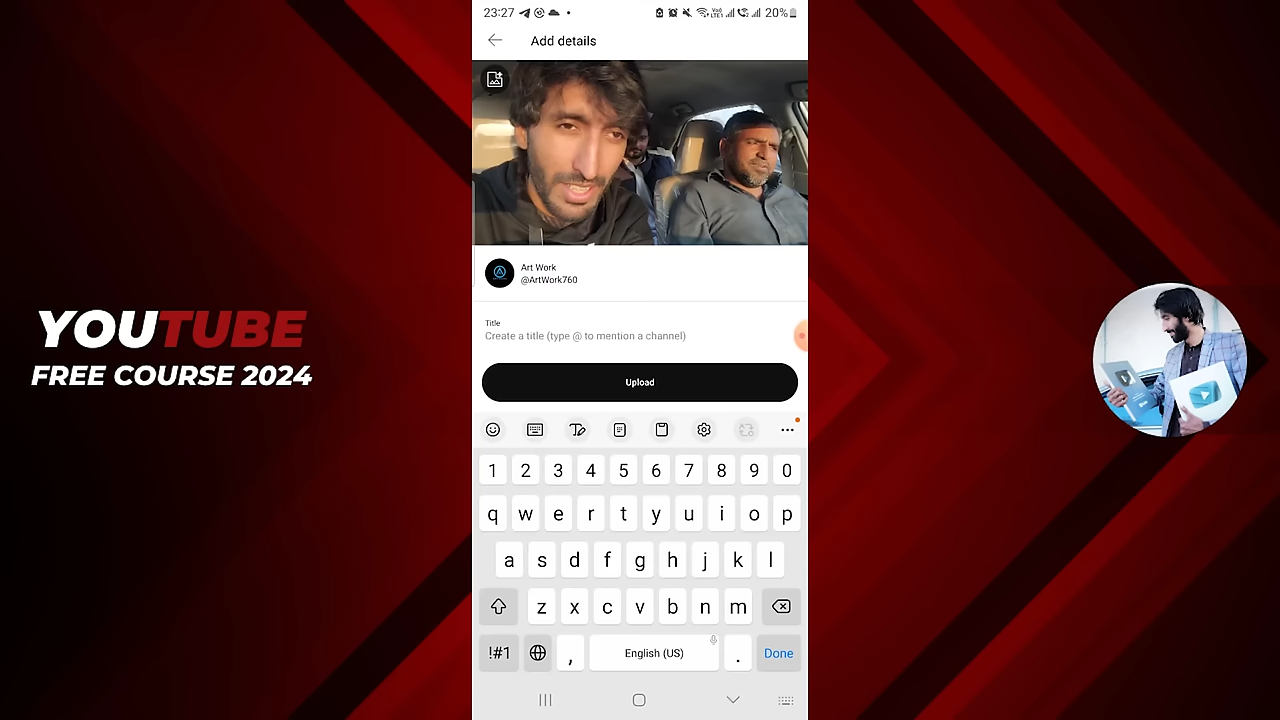 23:27 20%
Add details
Art Work
@ArtWork760
Title
Create a title (type @ to mention a channel)
Upload
YOUTUBE
FREE COURSE 2024
1 2 3 4 5 6 7 8 9 0
q w e r t y u i o p
a s d f g h j k l
z x c v b n m
!#1 , English (US) . Done